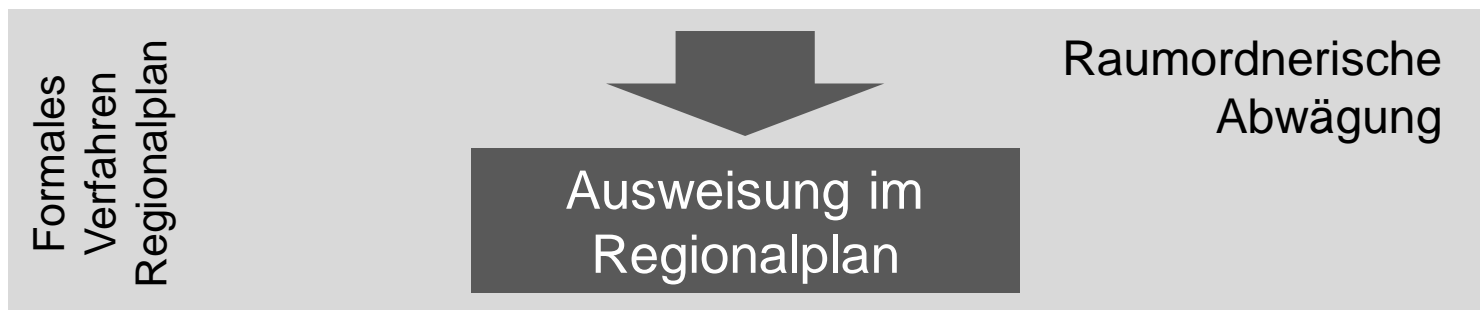 Formales
Verfahren
Regionalplan
Raumordnerische
Abwägung
Ausweisung im
Regionalplan